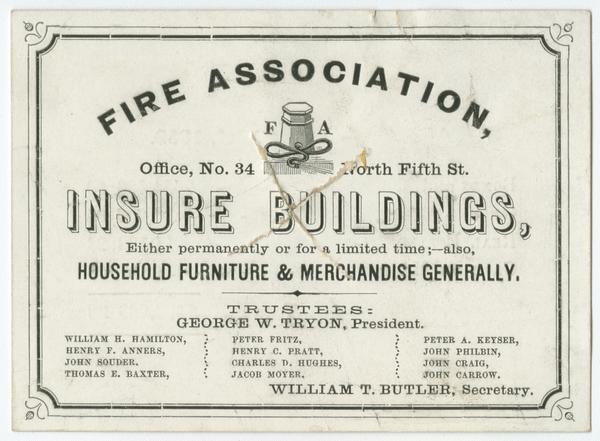 FIRE ASSOCIATION,
F A
Office, No. 34 North Fifth St.
INSURE BUILDINGS,
Either permanently or for a limited time;—also,
HOUSEHOLD FURNITURE & MERCHANDISE GENERALLY.
TRUSTEES:
GEORGE W. TRYON, President.
WILLIAM H. HAMILTON, PETER FRITZ, PETER A. KEYSER,
HENRY F. ANNERS, HENRY C. PRATT, JOHN PHILBIN,
JOHN SOUDER. CHARLES D. HUGHES, JOHN CRAIG,
THOMAS E. BAXTER, JACOB MOYER, JOHN CARROW.
WILLIAM T. BUTLER, Secretary.